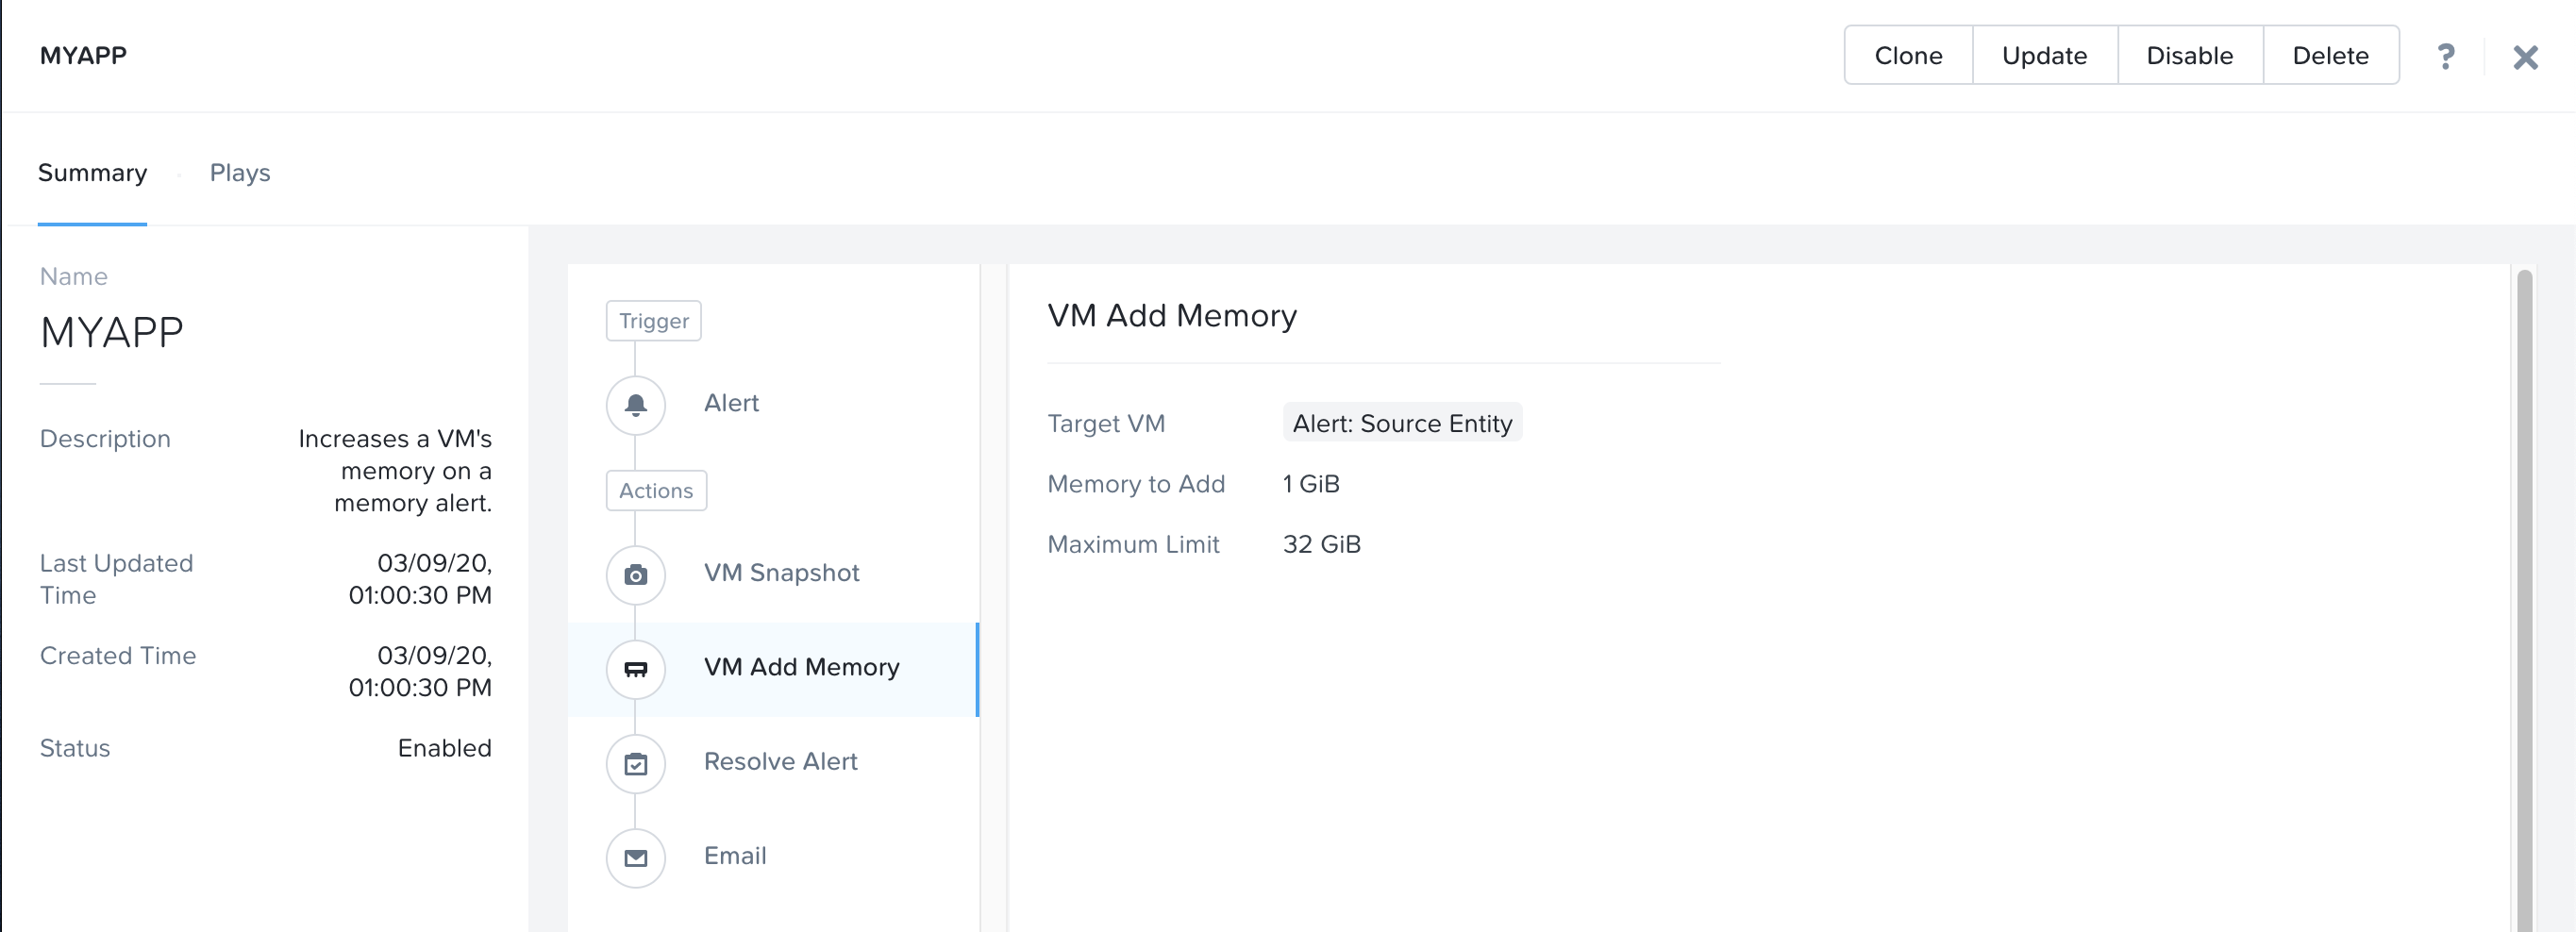 MYAPP
Clone Update Disable Delete ?
Summary Plays
Name
MYAPP
Description Increases a VM's
memory on a
memory alert.
Last Updated 03/09/20,
Time 01:00:30 PM
Created Time 03/09/20,
01:00:30 PM
Status Enabled
Trigger
Alert
Actions
VM Snapshot
VM Add Memory
Resolve Alert
Email
VM Add Memory
Target VM Alert: Source Entity
Memory to Add 1 GiB
Maximum Limit 32 GiB